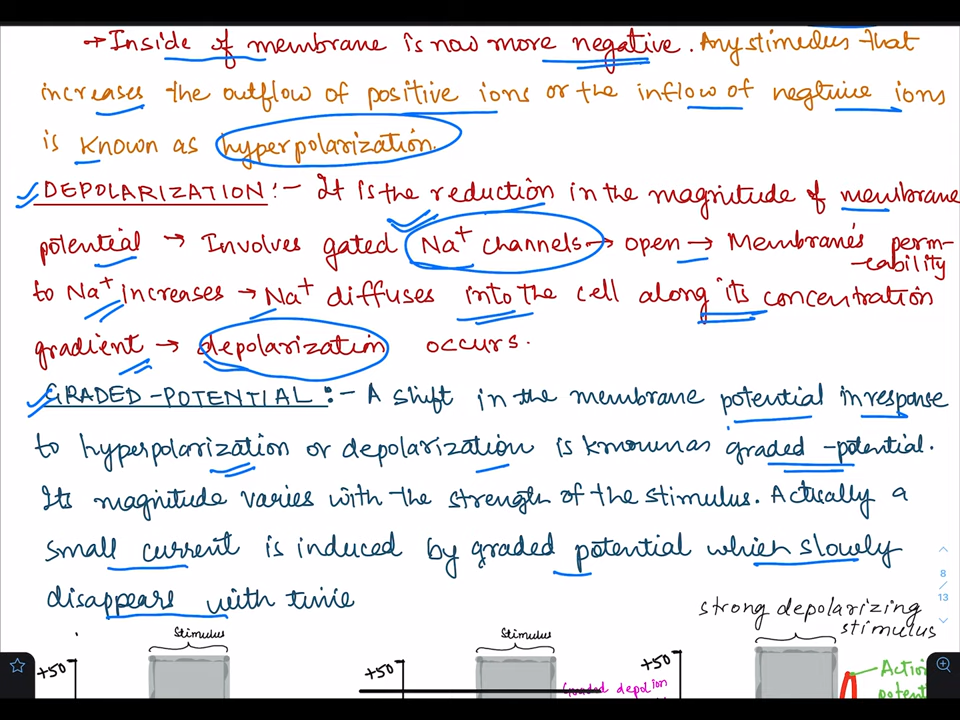 → Inside of membrane is now more negative. Any stimulus that
increases the outflow of positive ions or the inflow of negtive ions
is known as hyperpolarization.
DEPOLARIZATION :- It is the reduction in the magnitude of membrane
potential → Involves gated Na+ channels → open → Membrane's perm-
-eability
to Na+ increases → Na+ diffuses into the cell along its concentration
gradient → depolarization occurs.
GRADED-POTENTIAL :- A shift in the membrane potential in response
to hyperpolarization or depolarization is known as graded-potential.
Its magnitude varies with the strength of the stimulus. Actually a
small current is induced by graded potential which slowly
disappears with time
8
/
13
strong depolarizing
stimulus
Stimulus
Stimulus
+50
+50
+50
Graded depolion
Action
potent